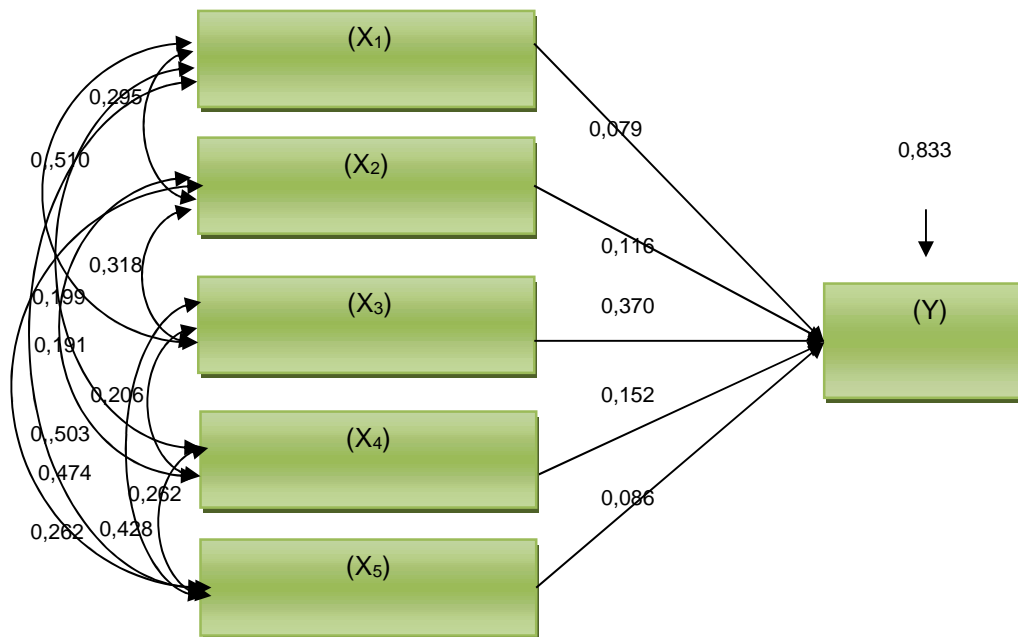 (X₁)
0,295
0,079
0,,510
(X₂)
0,833
0,116
0,318
0,199
(X₃)
0,370
(Y)
0,191
0,206
0,152
0,,503
(X₄)
0,474
0,262
0,086
0,262
0,428
(X₅)